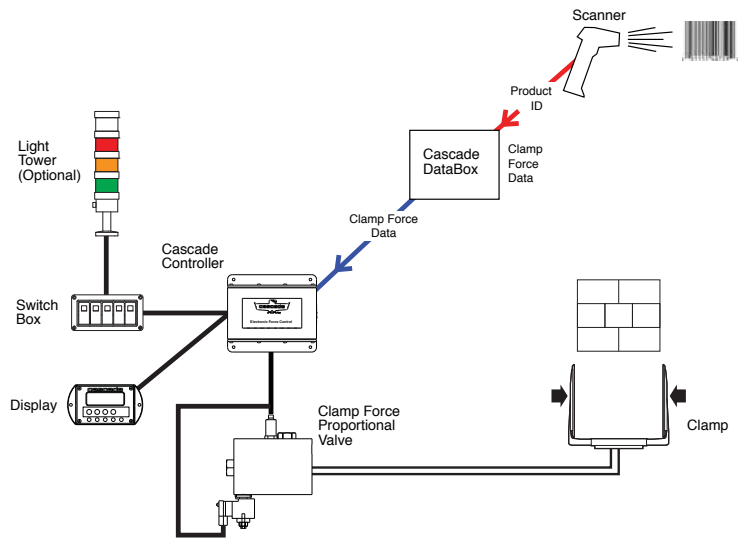 Scanner
Product
ID
Cascade
DataBox
Clamp
Force
Data
Light
Tower
(Optional)
Clamp Force
Data
Cascade
Controller
Switch
Box
CASCADE
Electronic Force Control
Display
Clamp Force
Proportional
Valve
Clamp